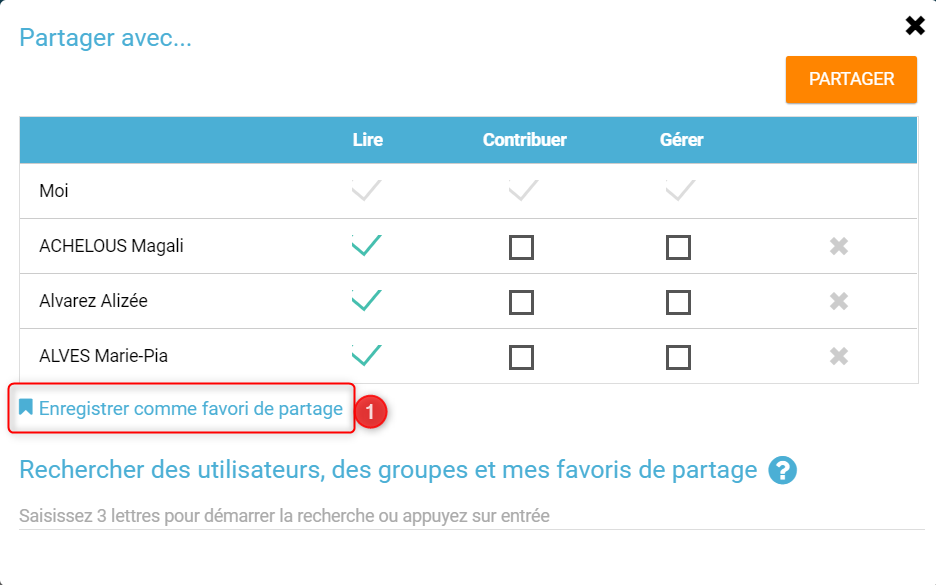 Partager avec...
PARTAGER
Lire Contribuer Gérer
Moi
ACHELOUS Magali
Alvarez Alizée
ALVES Marie-Pia
Enregistrer comme favori de partage 1
Rechercher des utilisateurs, des groupes et mes favoris de partage ?
Saisissez 3 lettres pour démarrer la recherche ou appuyez sur entrée